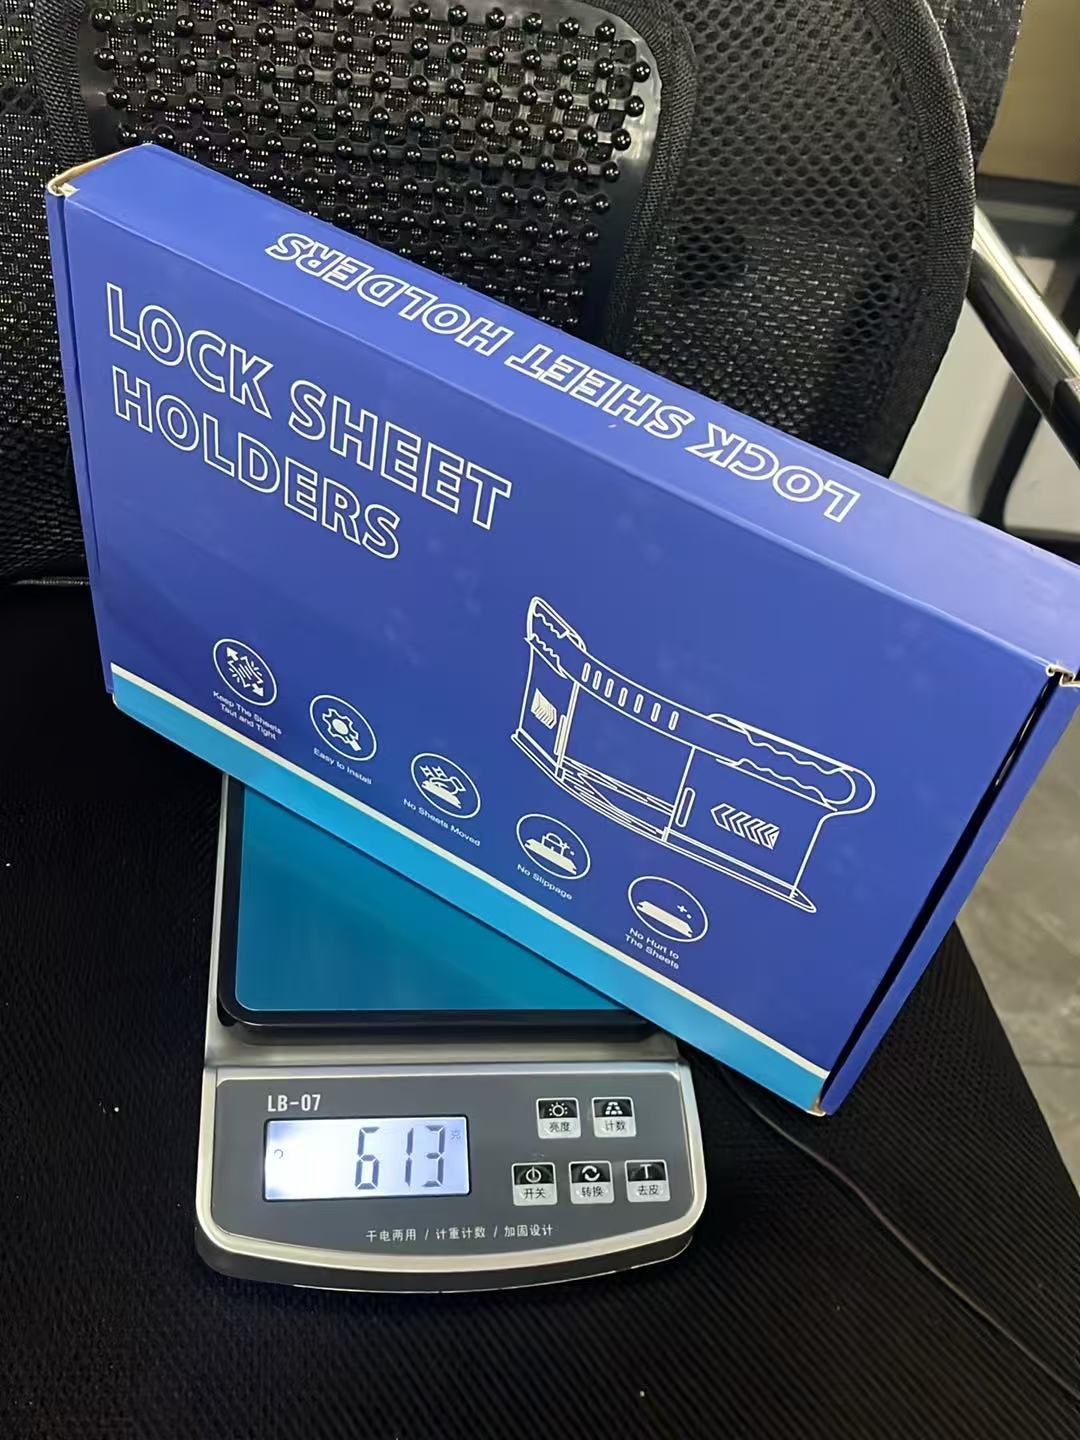 LOCK SHEET HOLDERS
LOCK SHEET
HOLDERS
Keep The Sheets
Taut and Tight
Easy to Install
No Sheets Moved
No Slippage
No Hurt to
The Sheets
LB-07
613 克
亮度
计数
开关
转换
T
去皮
干电两用 / 计重计数 / 加固设计